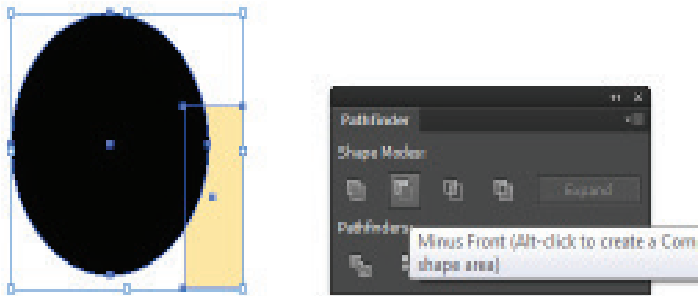 Pathfinder
Shape Modes:
Expand
Pathfinders:
Minus Front (Alt-click to create a Com
shape area)